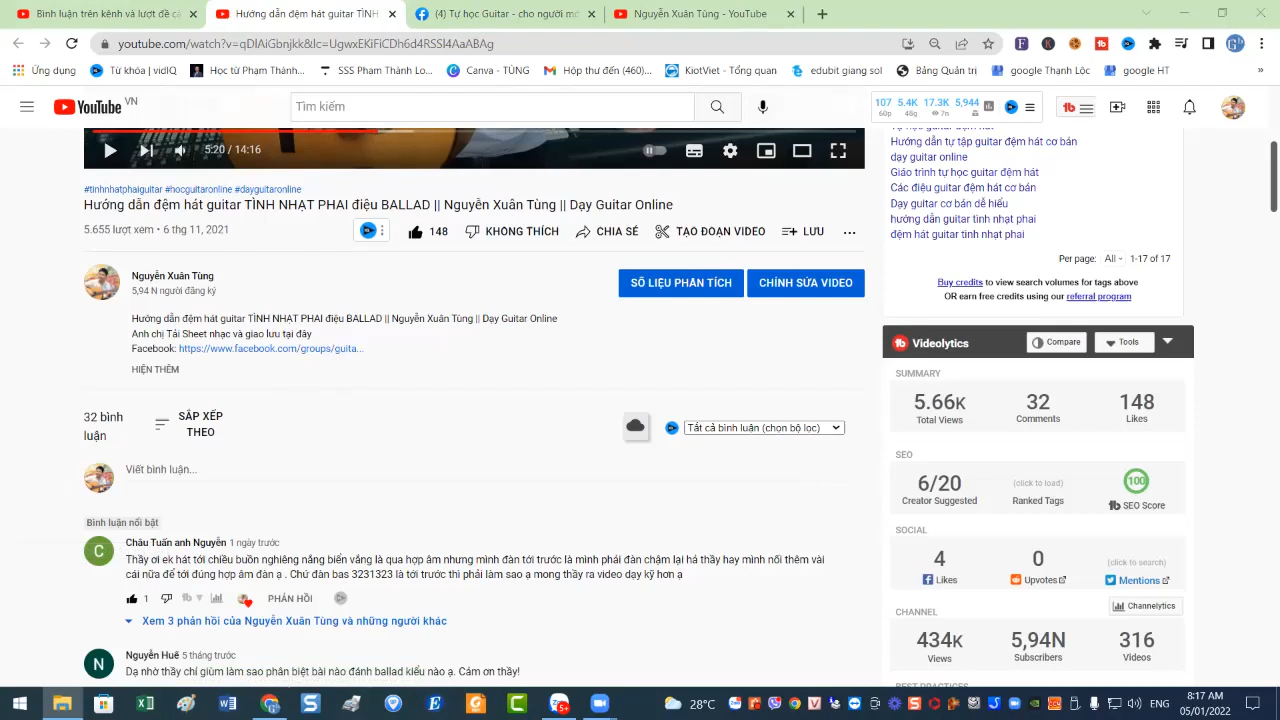 Hướng dẫn đệm hát guitar TÌN
Tự học Guitar - cho người mớ
Nguyễn Xuân Tùng - YouTube
youtube.com/watch?v=qDIAiGbnjkk&lc=UgwxEKFiCDh6d4RSSI4AaABAg
Ứng dụng
Từ khóa | vidIQ
Học từ Phạm Thành...
SSS Phạm Thành Lo...
Canva - TÙNG
Hộp thư đến (460)...
KiotViet - Tổng quan
edubit giang sol
Bảng Quản trị
google Thành Long
google HT
»
YouTube VN
Tìm kiếm
107 5.4K 17.3K 5,944
60p 48g 7n
5:20 / 14:16
Tự học guitar đệm hát
Hướng dẫn tự tập guitar đệm hát cơ bản
dạy guitar online
Giáo trình tự học guitar đệm hát
Các điệu guitar đệm hát cơ bản
Dạy guitar cơ bản dễ hiểu
hướng dẫn guitar tình nhạt phai
đệm hát guitar tình nhạt phai
Per page: All 1-17 of 17
Buy credits to view search volumes for tags above
OR earn free credits using our referral program
#tinhnhatphaiguitar #hocguitaronline #dayguitaronline
Hướng dẫn đệm hát guitar TÌNH NHẠT PHAI điệu BALLAD || Nguyễn Xuân Tùng || Dạy Guitar Online
5.655 lượt xem • 6 thg 11, 2021
148 KHÔNG THÍCH CHIA SẺ TẠO ĐOẠN VIDEO LƯU ...
Nguyễn Xuân Tùng
5,94 N người đăng ký
SỐ LIỆU PHÂN TÍCH
CHỈNH SỬA VIDEO
Hướng dẫn đệm hát guitar TÌNH NHẠT PHAI điệu BALLAD || Nguyễn Xuân Tùng || Dạy Guitar Online
Anh chị Tải Sheet nhạc và giao lưu tại đây
Facebook: https://www.facebook.com/groups/guita...
HIỆN THÊM
32 bình luận
SẮP XẾP THEO
Tất cả bình luận (chọn bộ lọc)
Viết bình luận...
Bình luận nổi bật
C
Châu Tuấn anh Nguyễn 1 ngày trước
Thầy ơi ek hát tới chiều buồn nghiêng nắng biển vắng là qua hợp âm nhưng mình đàn tới trước là mình phải đàn chậm lại hả thầy hay mình nối thêm vài
cái nữa để tới đúng hợp âm đàn ạ . Chứ đàn bas 3231323 là tới trước thì phải làm sao ạ mong thầy ra video dạy kỹ hơn ạ
1 PHẢN HỒI
Xem 3 phản hồi của Nguyễn Xuân Tùng và những người khác
N
Nguyễn Huế 5 tháng trước
Dạ nhờ thầy chỉ giùm làm sao phân biệt bài nào đánh ballad kiểu nào ạ. Cám ơn thầy!
Videolytics
Compare
Tools
SUMMARY
5.66K 32 148
Total Views Comments Likes
SEO
6/20 (click to load) 100
Creator Suggested Ranked Tags SEO Score
SOCIAL
4 0 (click to search)
Likes Upvotes Mentions
CHANNEL
Channelytics
434K 5,94N 316
Views Subscribers Videos
BEST PRACTICES
28°C
8:17 AM
05/01/2022